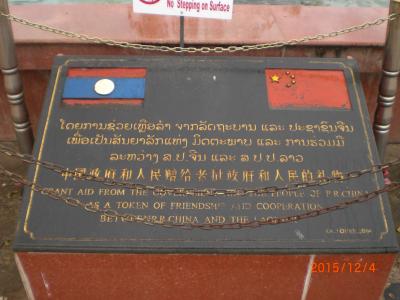 No Stepping on Surface
ໂດຍການຊ່ວຍເຫຼືອລ້າ ຈາກລັດຖະບານ ແລະ ປະຊາຊົນຈີນ
ເພື່ອເປັນສັນຍາລັກແຫ່ງ ມິດຕະພາບ ແລະ ການຮ່ວມມື
ລະຫວ່າງ ສ.ປ.ຈີນ ແລະ ສ.ປ.ປ.ລາວ
中国政府和人民赠给老挝政府和人民的礼物
GRANT AID FROM THE PEOPLE OF P.R.CHINA
AS A TOKEN OF FRIENDSHIP AND COOPERATION
BETWEEN P.R.CHINA AND THE
2015/12/4